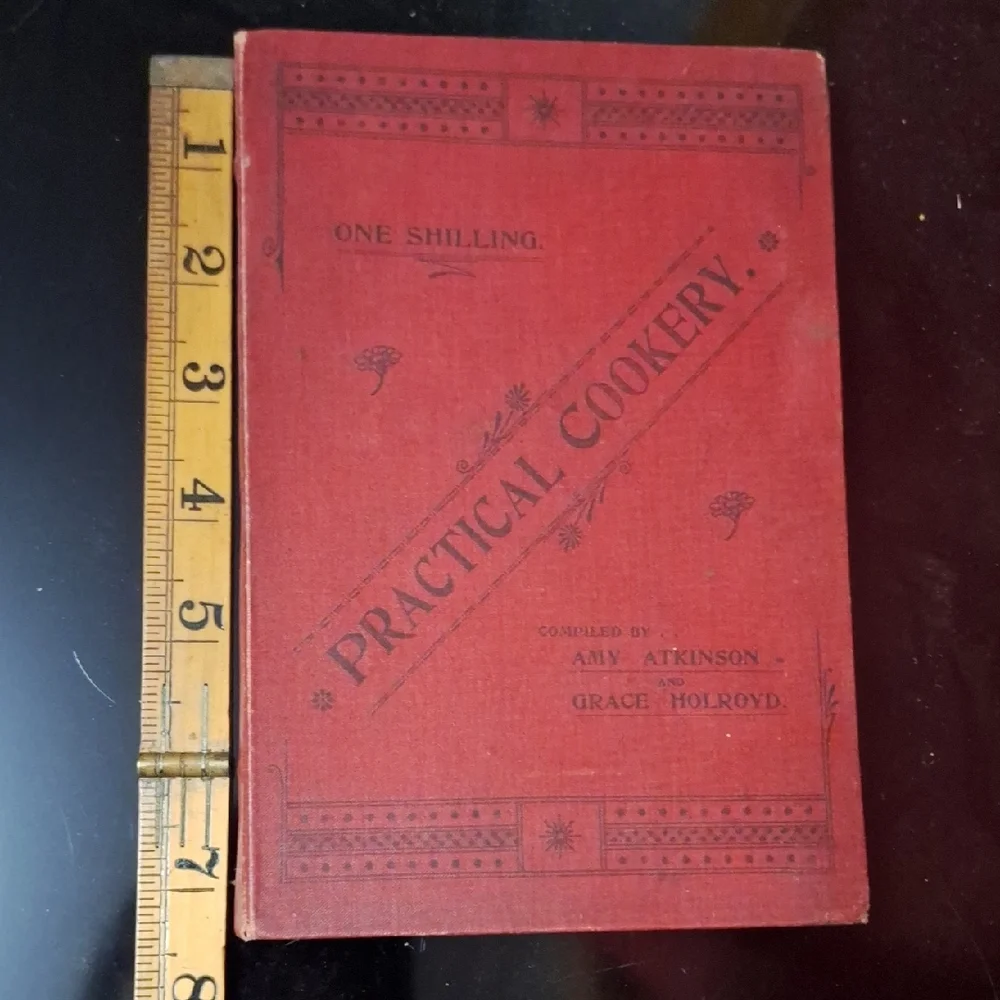 ONE SHILLING.
PRACTICAL COOKERY.
COMPILED BY . .
AMY ATKINSON
AND
GRACE HOLROYD.
1
2
3
4
5
7
8